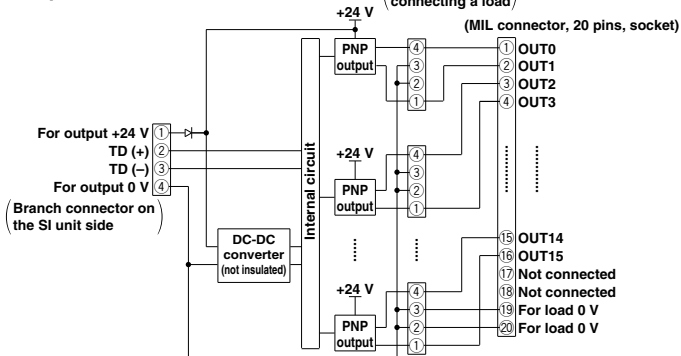 connecting a load
+24 V
(MIL connector, 20 pins, socket)
PNP
output
④
③
②
①
① OUT0
② OUT1
③ OUT2
④ OUT3
For output +24 V ①
TD (+) ②
TD (–) ③
For output 0 V ④
(Branch connector on
the SI unit side)
Internal circuit
+24 V
PNP
output
④
③
②
①
DC-DC
converter
(not insulated)
+24 V
PNP
output
④
③
②
①
⑮ OUT14
⑯ OUT15
⑰ Not connected
⑱ Not connected
⑲ For load 0 V
⑳ For load 0 V